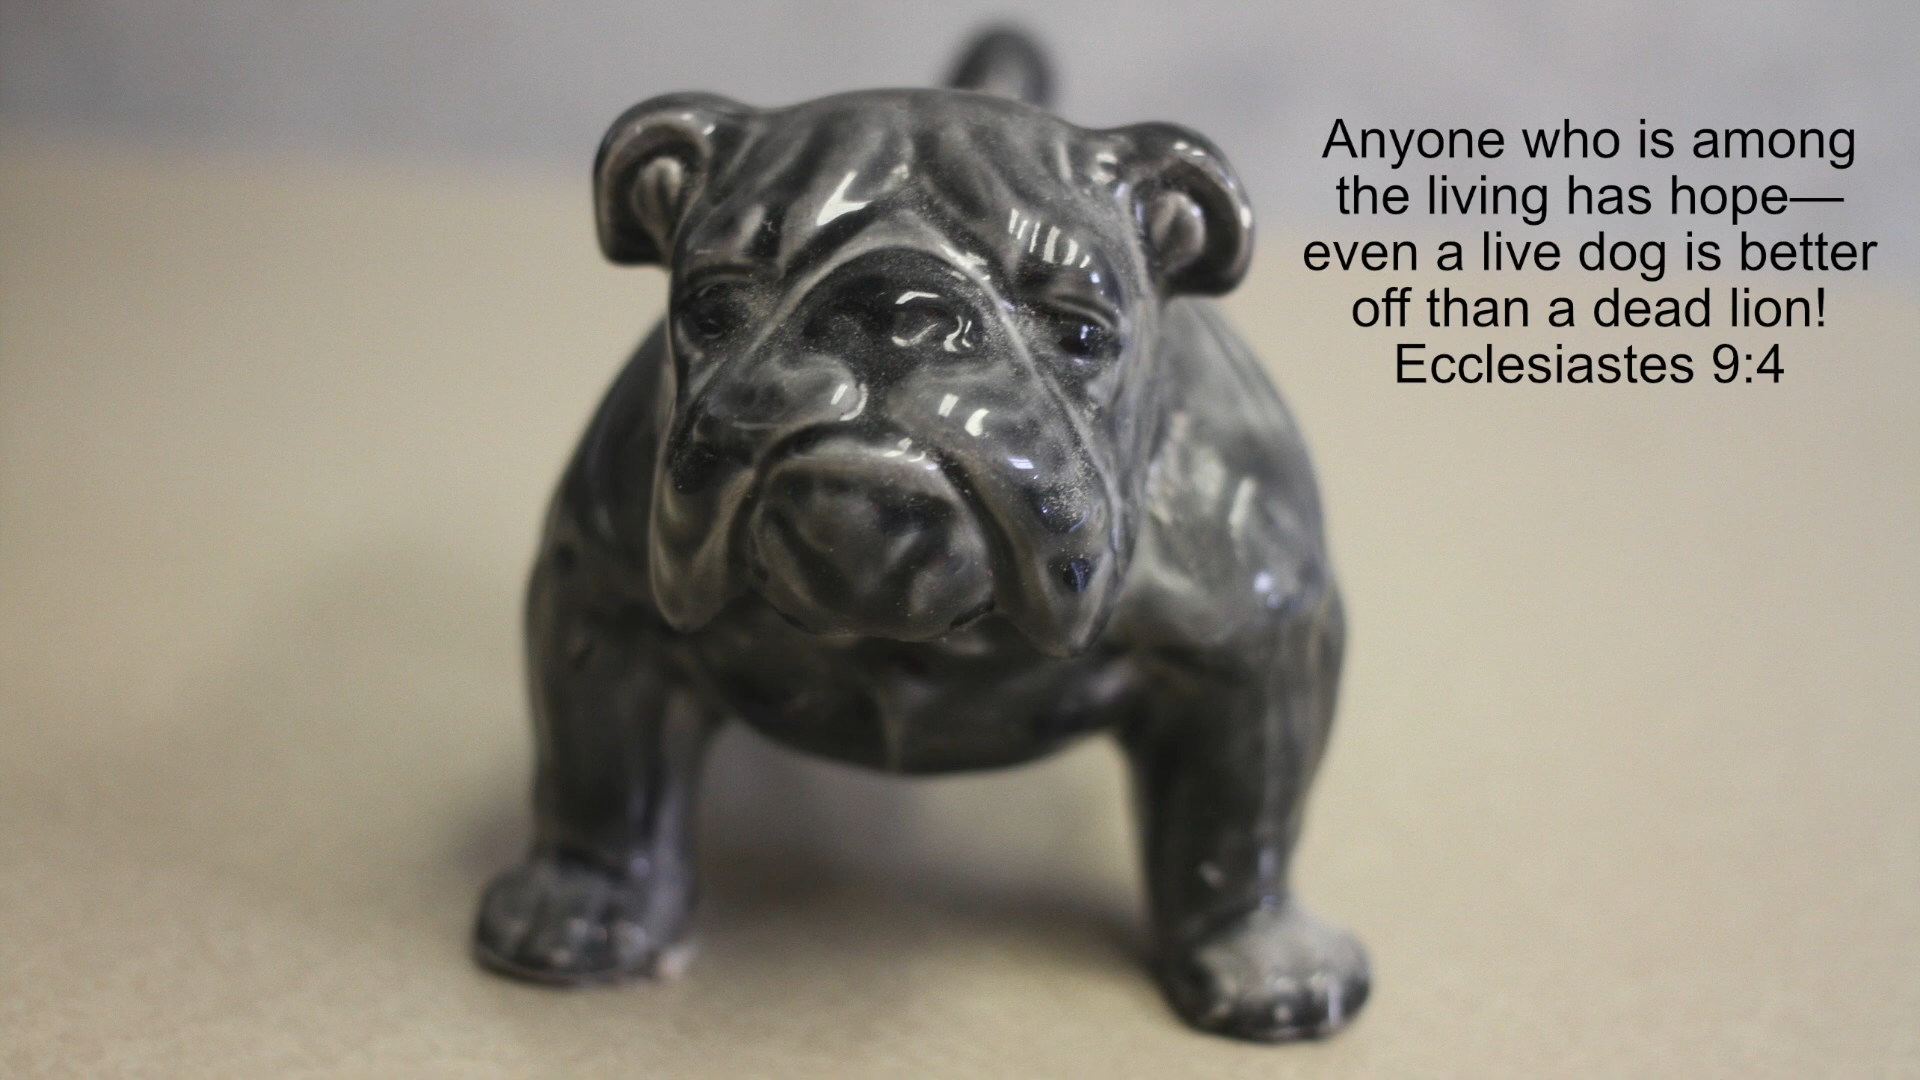 Anyone who is among
the living has hope—
even a live dog is better
off than a dead lion!
Ecclesiastes 9:4